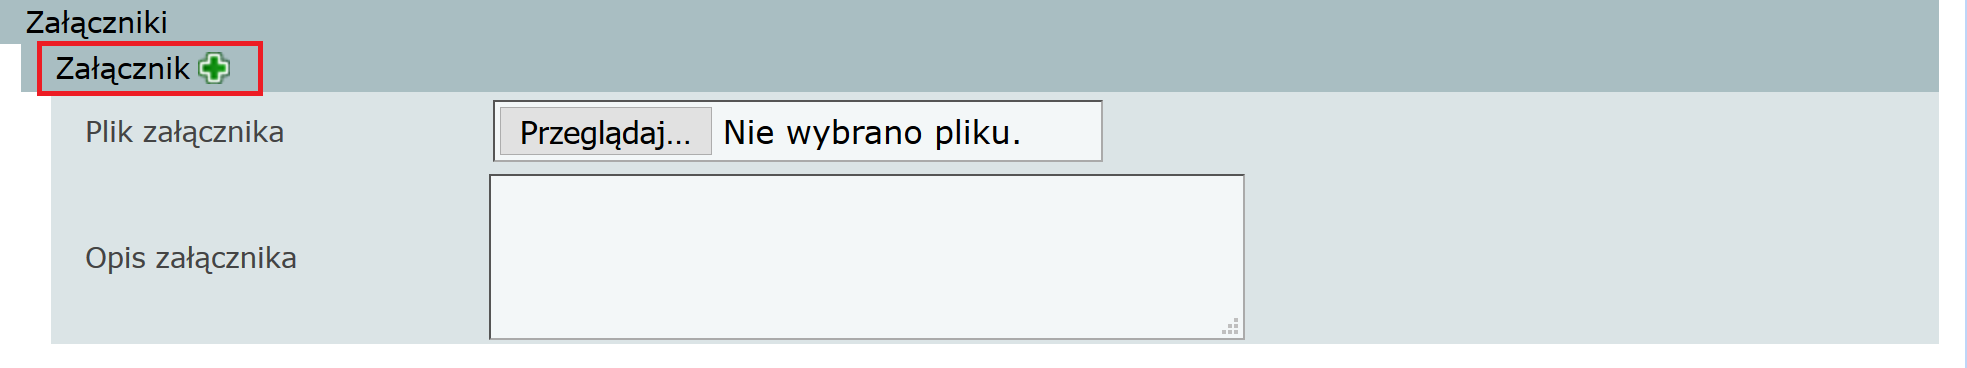 Załączniki
Załącznik
Plik załącznika
Przeglądaj... Nie wybrano pliku.
Opis załącznika